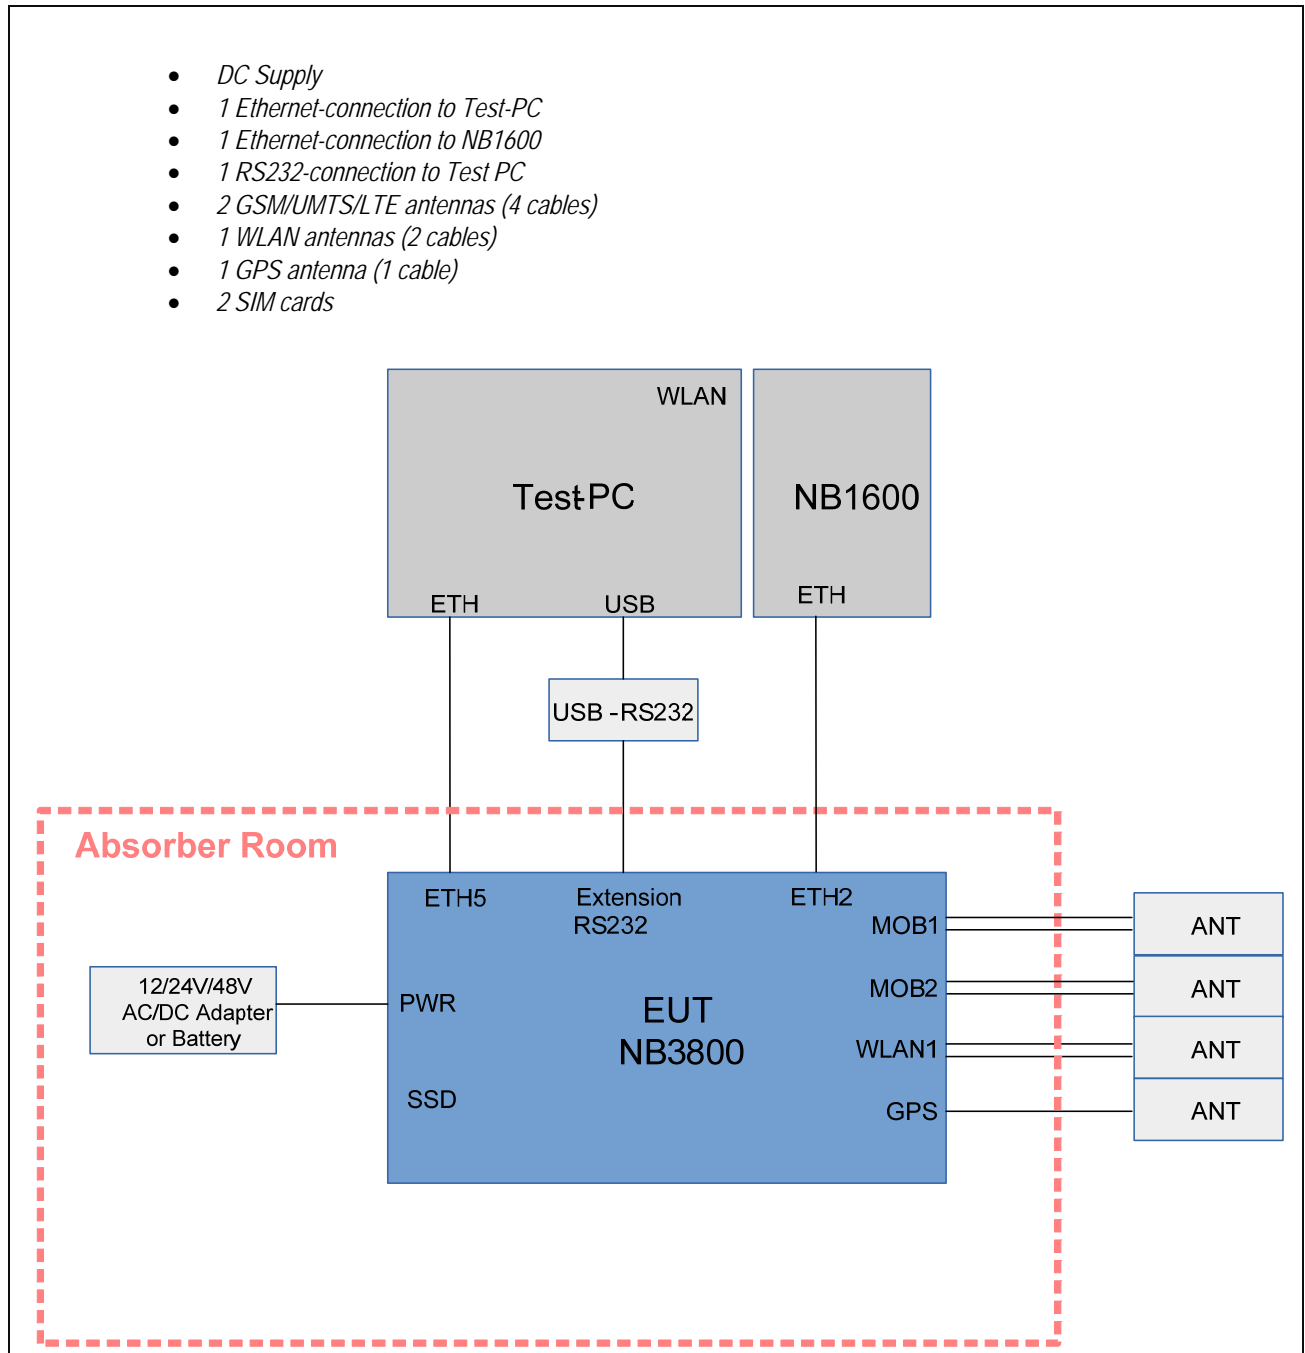 • DC Supply
• 1 Ethernet-connection to Test-PC
• 1 Ethernet-connection to NB1600
• 1 RS232-connection to Test PC
• 2 GSM/UMTS/LTE antennas (4 cables)
• 1 WLAN antennas (2 cables)
• 1 GPS antenna (1 cable)
• 2 SIM cards
WLAN
Test-PC
NB1600
ETH
USB
ETH
USB -RS232
Absorber Room
ETH5
Extension
RS232
ETH2
MOB1
ANT
12/24V/48V
AC/DC Adapter
or Battery
PWR
EUT
NB3800
MOB2
ANT
WLAN1
ANT
SSD
GPS
ANT